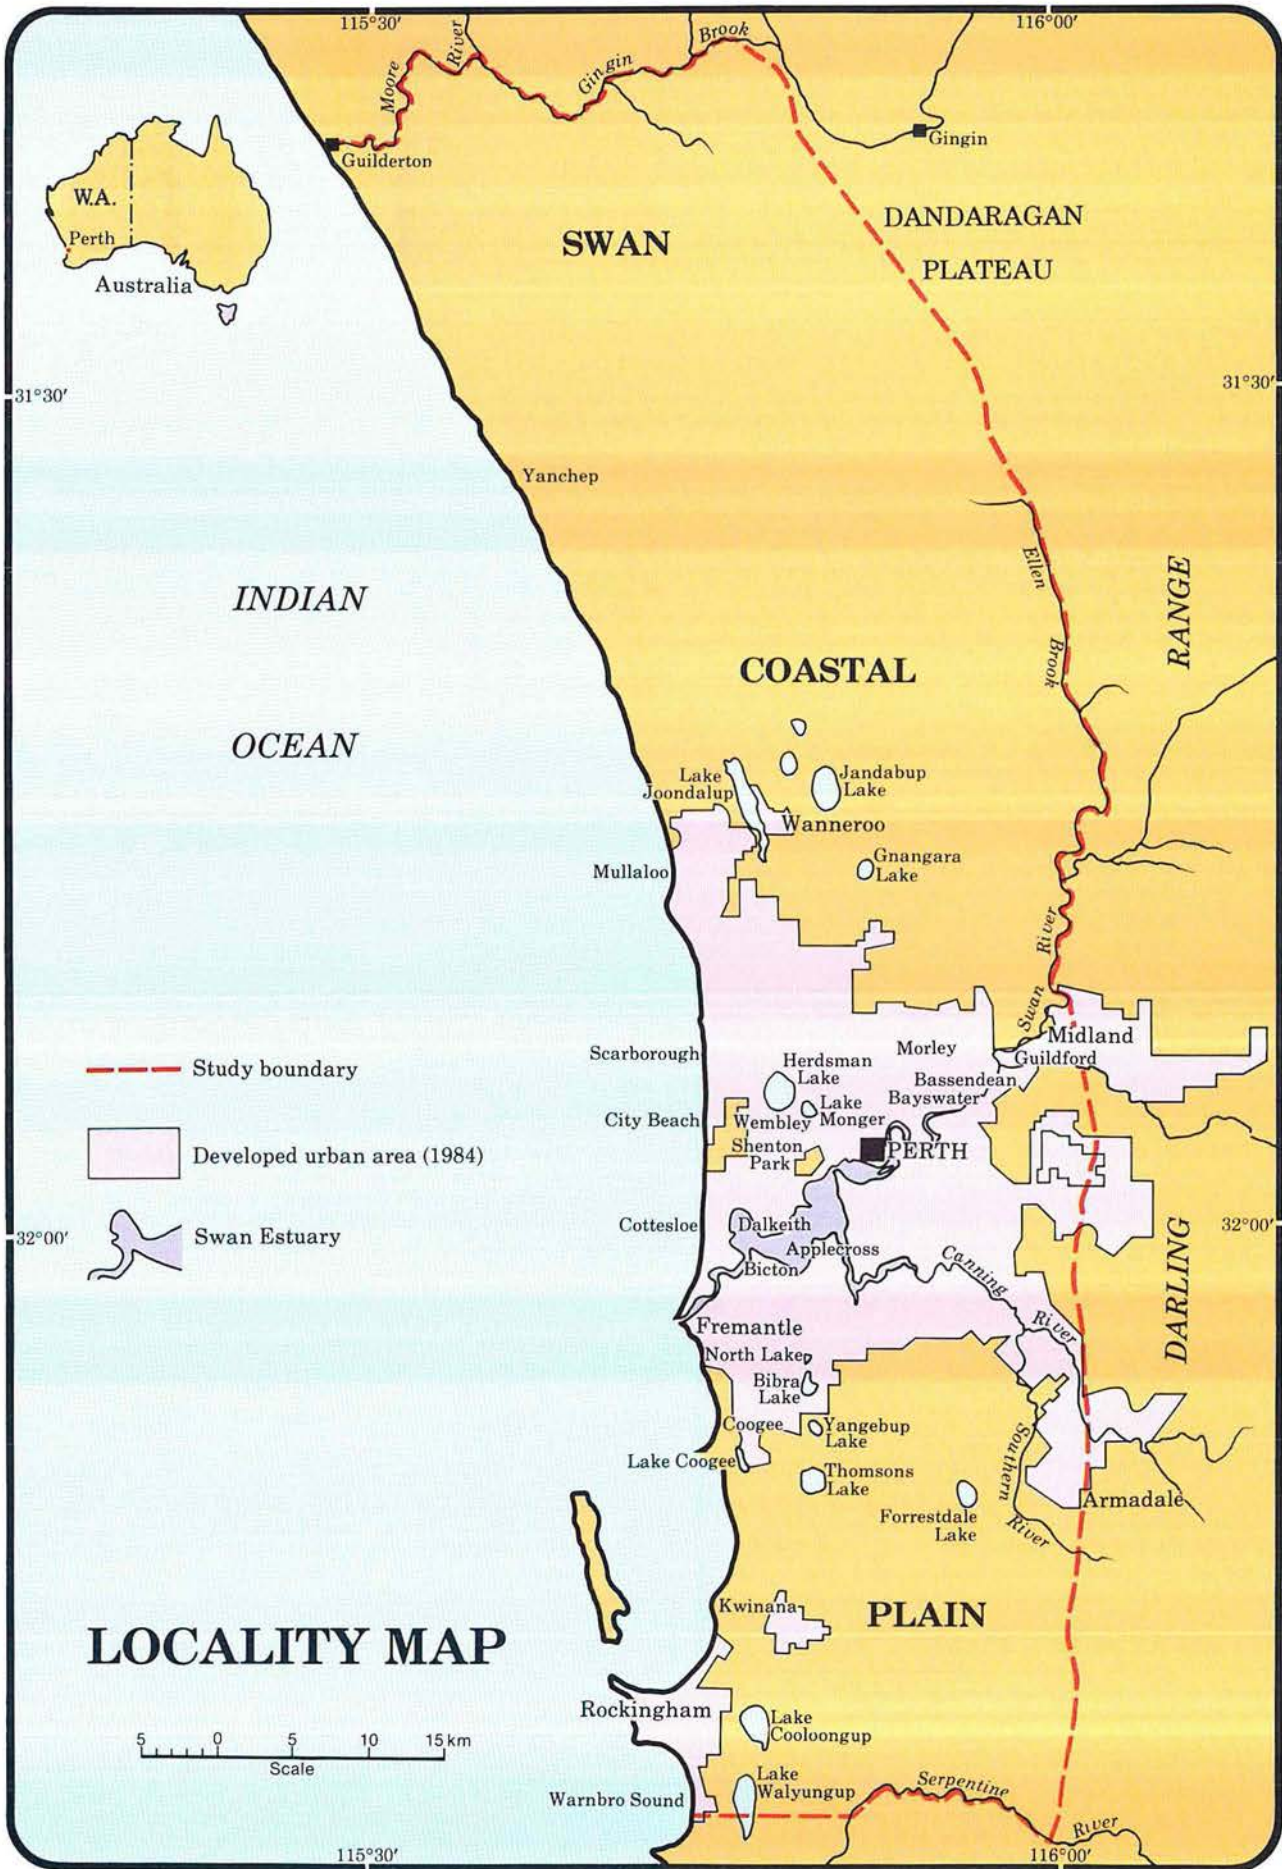 115°30′
116°00′
Moore
River
Gingin
Brook
Guilderton
Gingin
W.A.
Perth
Australia
SWAN
DANDARAGAN
PLATEAU
31°30′
31°30′
Yanchep
Ellen
Brook
INDIAN
OCEAN
RANGE
COASTAL
Lake
Joondalup
Jandabup
Lake
Wanneroo
Mullaloo
Gnangara
Lake
Swan
River
Scarborough
Herdsman
Lake
Morley
Midland
Guildford
Bassendean
Bayswater
City Beach
Wembley
Lake
Monger
Shenton
Park
PERTH
Study boundary
Developed urban area (1984)
Swan Estuary
32°00′
32°00′
Cottesloe
Dalkeith
Applecross
Bicton
Canning
River
DARLING
Fremantle
North Lake
Bibra
Lake
Coogee
Yangebup
Lake
Lake Coogee
Thomsons
Lake
Forrestdale
Lake
Southern
River
Armadale
Kwinana
PLAIN
LOCALITY MAP
Rockingham
Lake
Cooloongup
5 0 5 10 15 km
Scale
Warnbro Sound
Lake
Walyungup
Serpentine
River
115°30′
116°00′